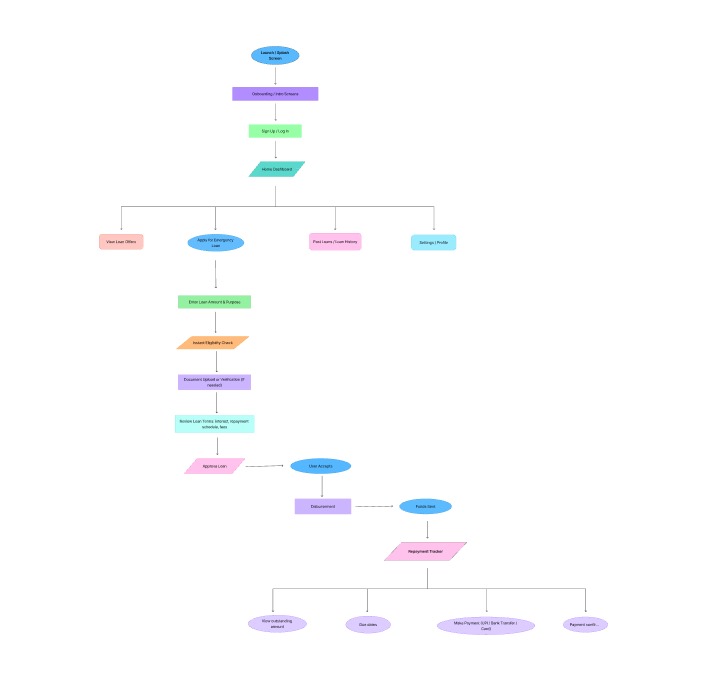 Launch / Splash
Screen
Onboarding / Intro Screens
Sign Up / Log In
Home Dashboard
View Loan Offers
Apply for Emergency
Loan
Past Loans / Loan History
Settings / Profile
Enter Loan Amount & Purpose
Instant Eligibility Check
Document Upload or Verification (if
needed)
Review Loan Terms: interest, repayment
schedule, fees
Approve Loan
User Accepts
Disbursement
Funds Sent
Repayment Tracker
View outstanding
amount
Due dates
Make Payment (UPI / Bank Transfer /
Card)
Payment confi...